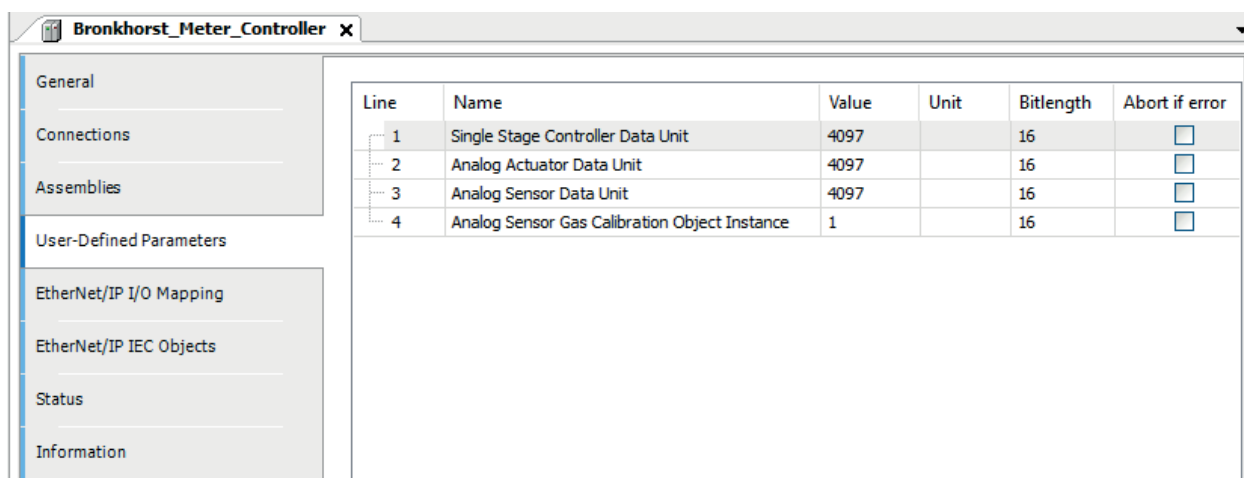 Bronkhorst_Meter_Controller
General
Connections
Assemblies
User-Defined Parameters
EtherNet/IP I/O Mapping
EtherNet/IP IEC Objects
Status
Information
Line Name Value Unit Bitlength Abort if error
1 Single Stage Controller Data Unit 4097 16
2 Analog Actuator Data Unit 4097 16
3 Analog Sensor Data Unit 4097 16
4 Analog Sensor Gas Calibration Object Instance 1 16